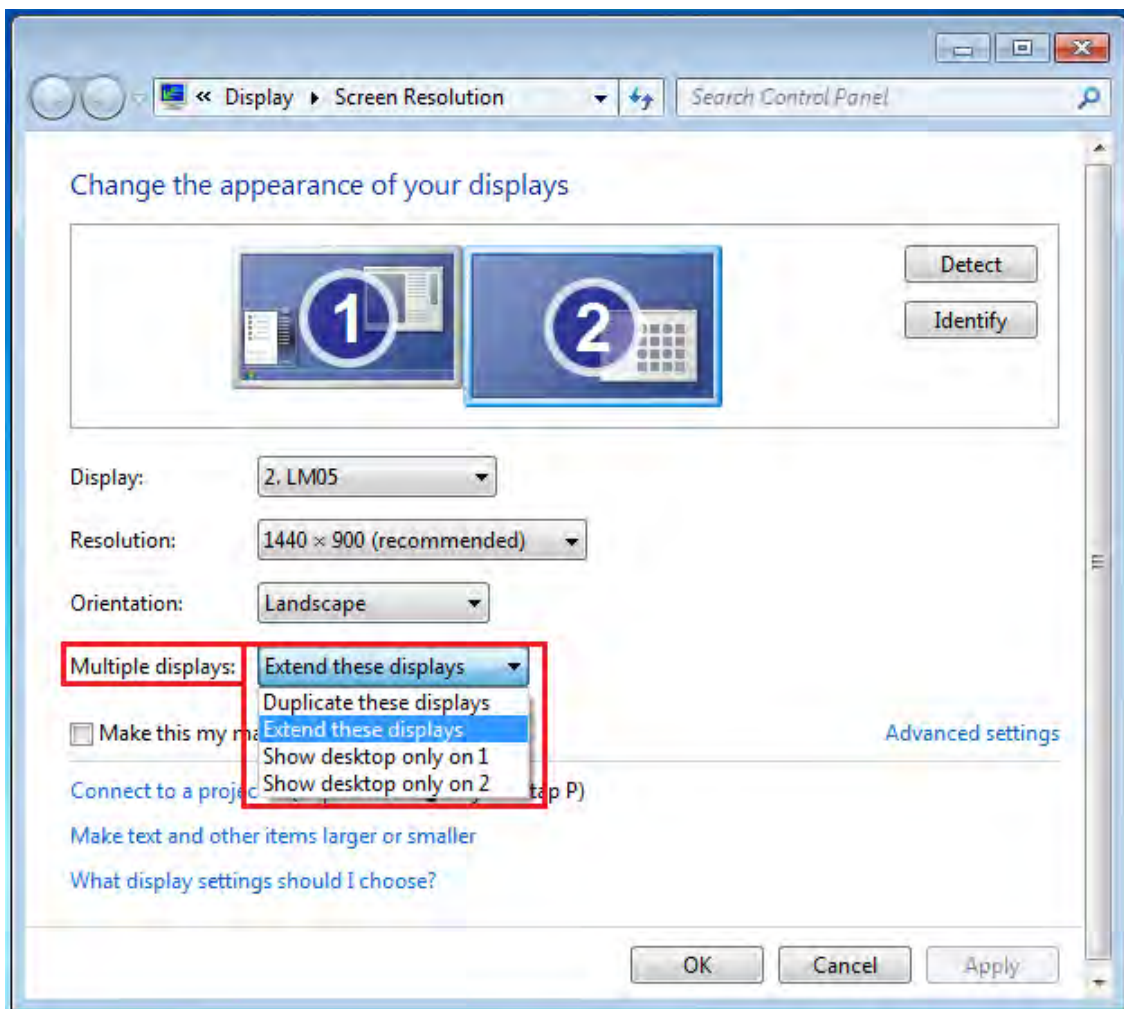 « Display ▸ Screen Resolution Search Control Panel
Change the appearance of your displays
1 2
Detect
Identify
Display: 2. LM05
Resolution: 1440 × 900 (recommended)
Orientation: Landscape
Multiple displays: Extend these displays
Duplicate these displays
Make this my Extend these displays Advanced settings
Show desktop only on 1
Show desktop only on 2
Connect to a tap P)
Make text and other items larger or smaller
What display settings should I choose?
OK Cancel Apply